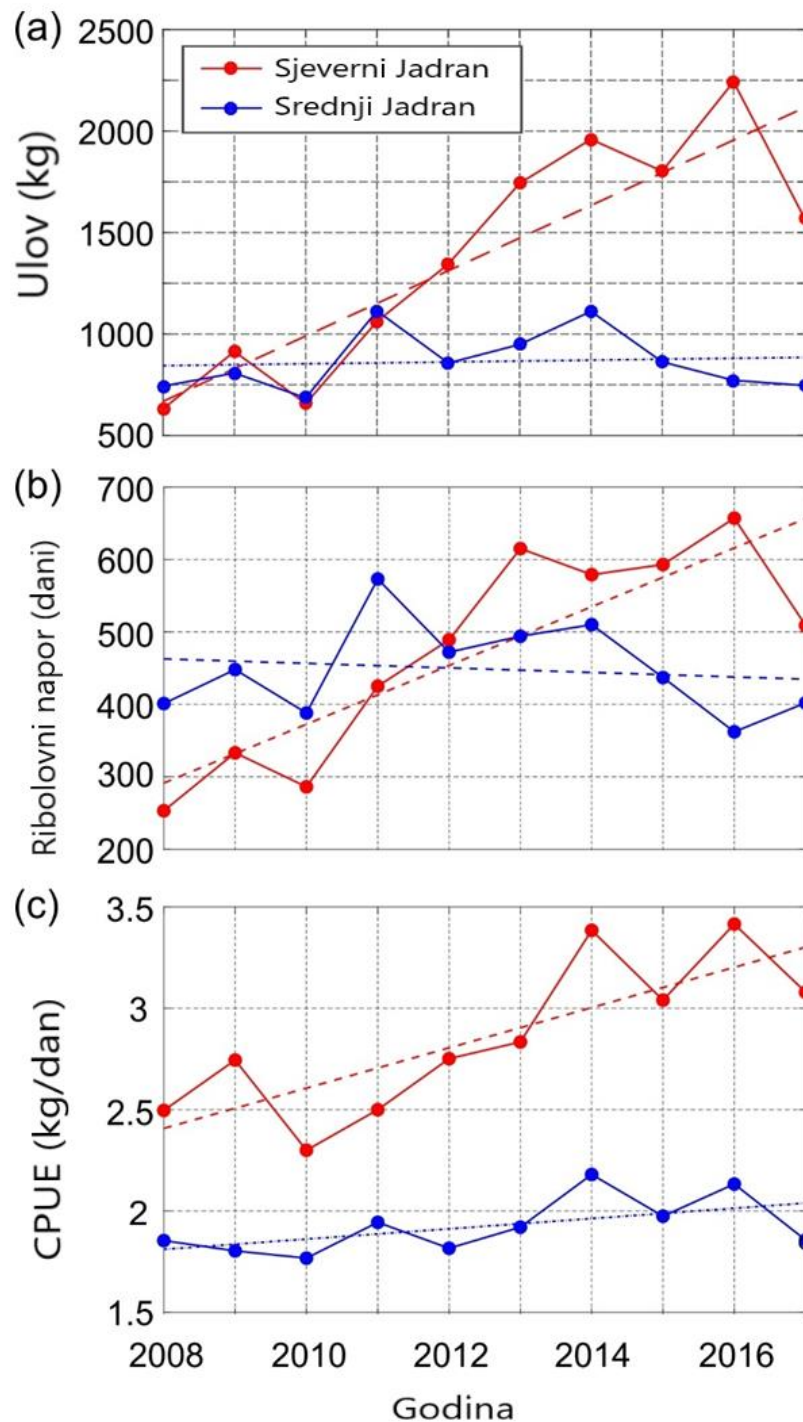 (a)
Ulov (kg)
2500
2000
1500
1000
500
Sjeverni Jadran
Srednji Jadran
(b)
Ribolovni napor (dani)
700
600
500
400
300
200
(c)
CPUE (kg/dan)
3.5
3
2.5
2
1.5
2008 2010 2012 2014 2016
Godina